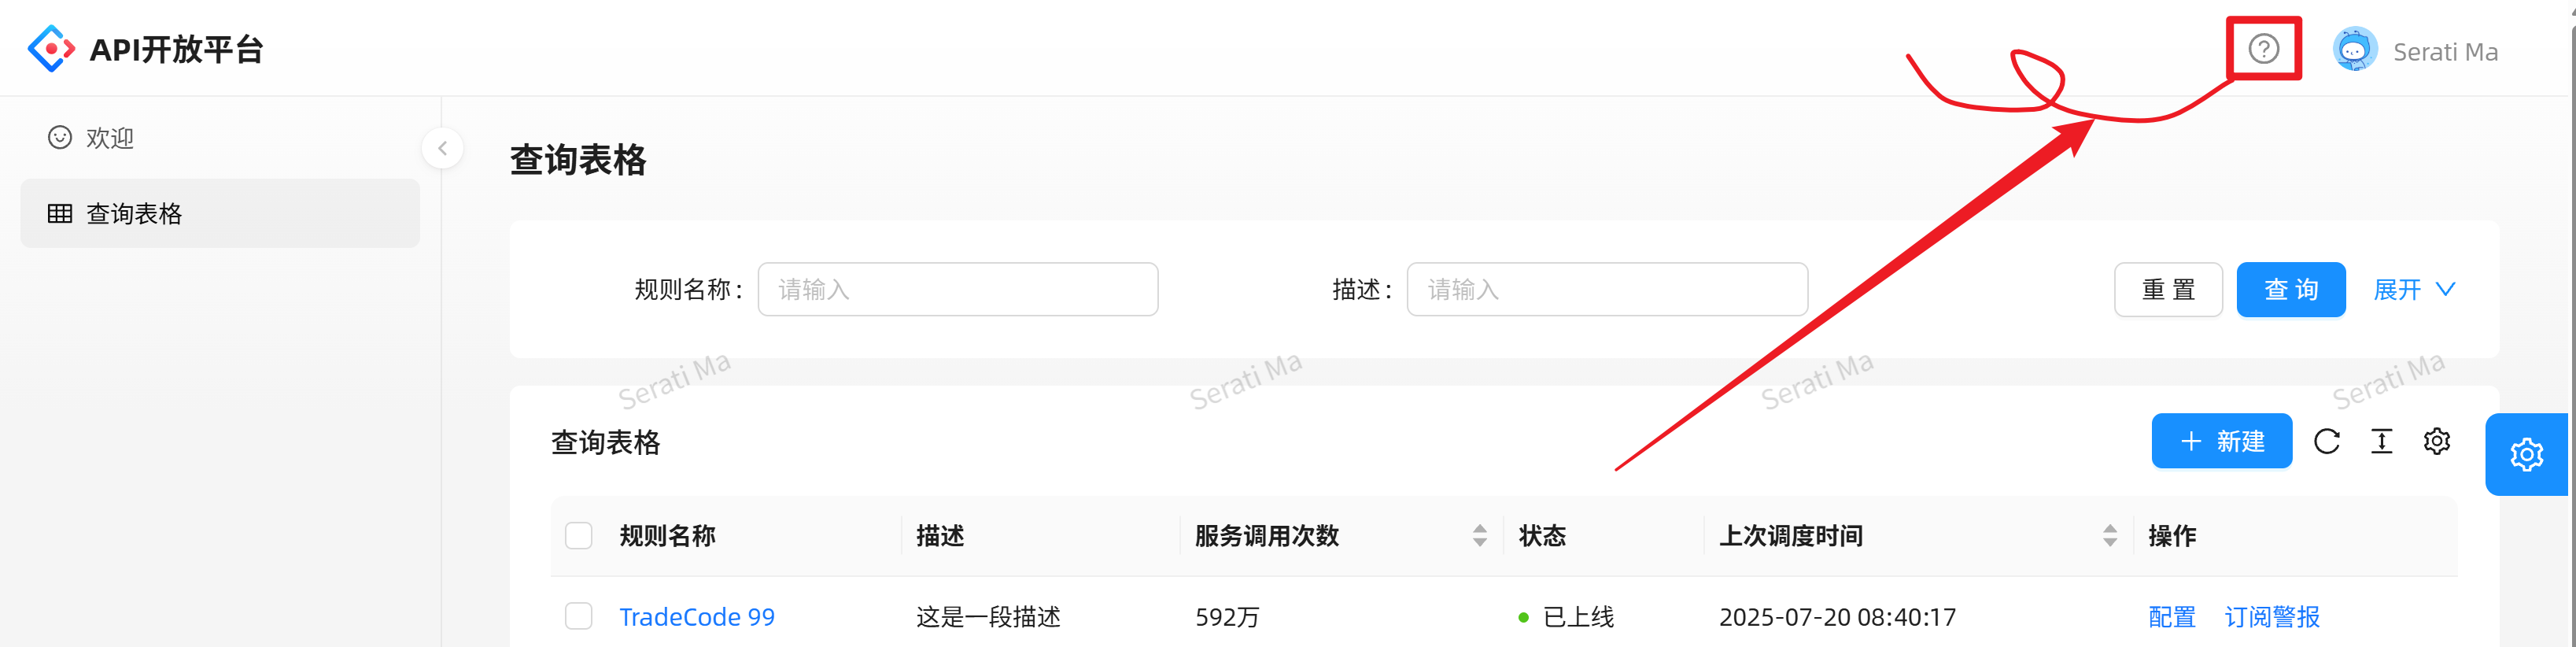 API开放平台
Serati Ma
欢迎
查询表格
查询表格
规则名称 : 请输入 描述 : 请输入 重 置 查 询 展开
Serati Ma Serati Ma Serati Ma Serati Ma
查询表格 新建
规则名称 描述 服务调用次数 状态 上次调度时间 操作
TradeCode 99 这是一段描述 592万 已上线 2025-07-20 08:40:17 配置 订阅警报